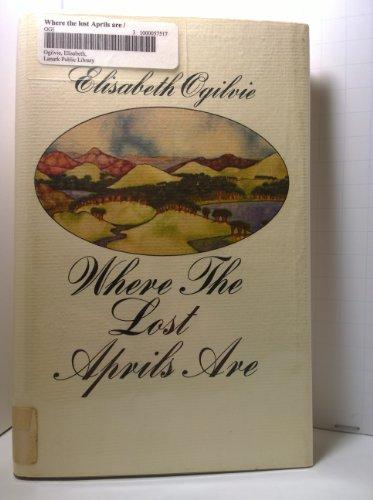 Where the lost Aprils are /
OGI 3 1000057517
Ogilvie, Elisabeth,
Lanark Public Library
Elisabeth Ogilvie
Where The
Lost
Aprils Are